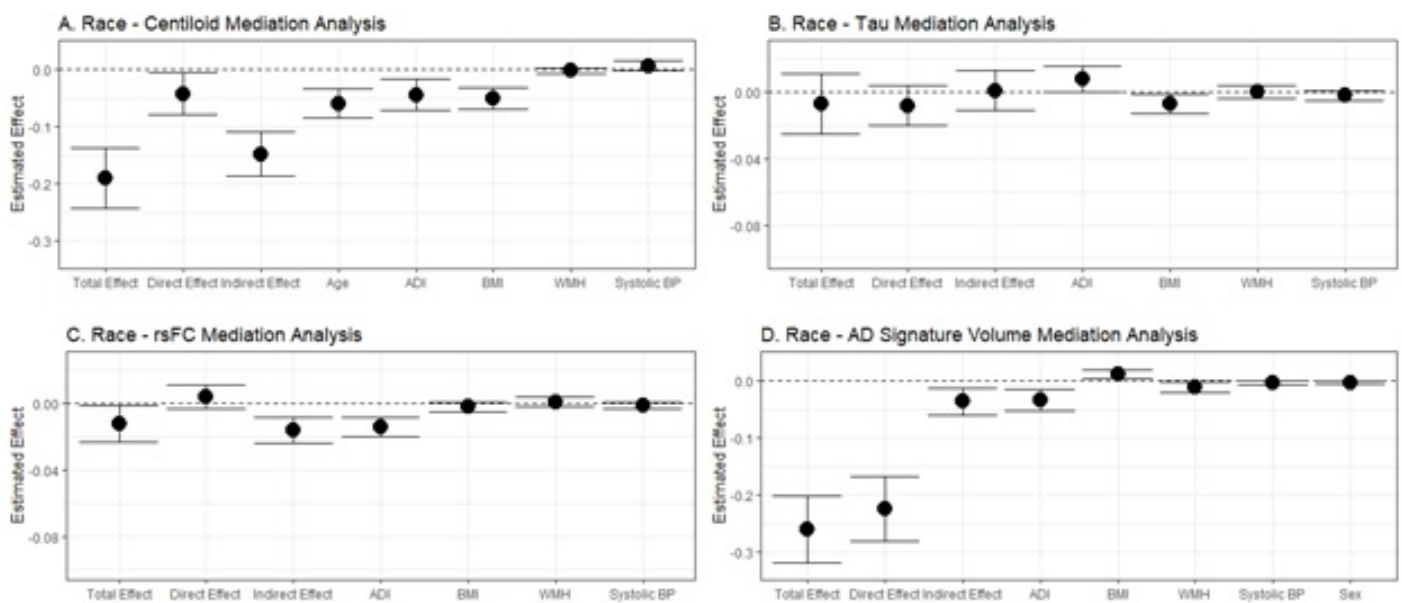 A. Race - Centiloid Mediation Analysis
Estimated Effect
0.0
-0.1
-0.2
-0.3
Total Effect Direct Effect Indirect Effect Age ADI BMI WMH Systolic BP
B. Race - Tau Mediation Analysis
Estimated Effect
0.00
-0.04
-0.08
Total Effect Direct Effect Indirect Effect ADI BMI WMH Systolic BP
C. Race - rsFC Mediation Analysis
Estimated Effect
0.00
-0.04
-0.08
Total Effect Direct Effect Indirect Effect ADI BMI WMH Systolic BP
D. Race - AD Signature Volume Mediation Analysis
Estimated Effect
0.0
-0.1
-0.2
-0.3
Total Effect Direct Effect Indirect Effect ADI BMI WMH Systolic BP Sex